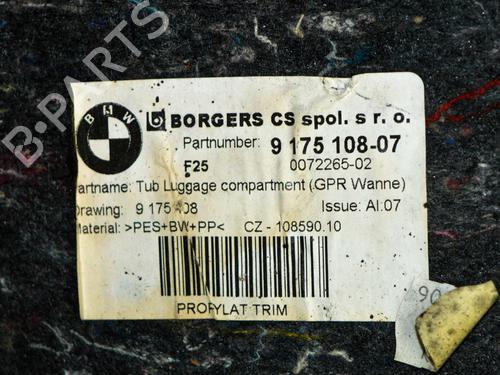 B-PARTS
BMW
BORGERS CS spol. s r. o.
Partnumber: 9 175 108-07
F25 0072265-02
artname: Tub Luggage compartment (GPR Wanne)
Drawing: 9 175 108 Issue: AI:07
Material: >PES+BW+PP< CZ - 108590.10
PROPYLAT TRIM
90